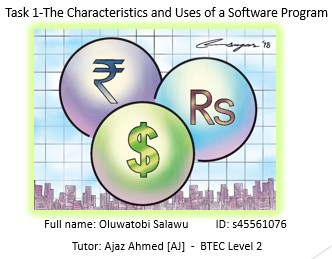 Task 1-The Characteristics and Uses of a Software Program
'18
₹
Rs
$
Full name: Oluwatobi Salawu ID: s45561076
Tutor: Ajaz Ahmed [AJ] - BTEC Level 2